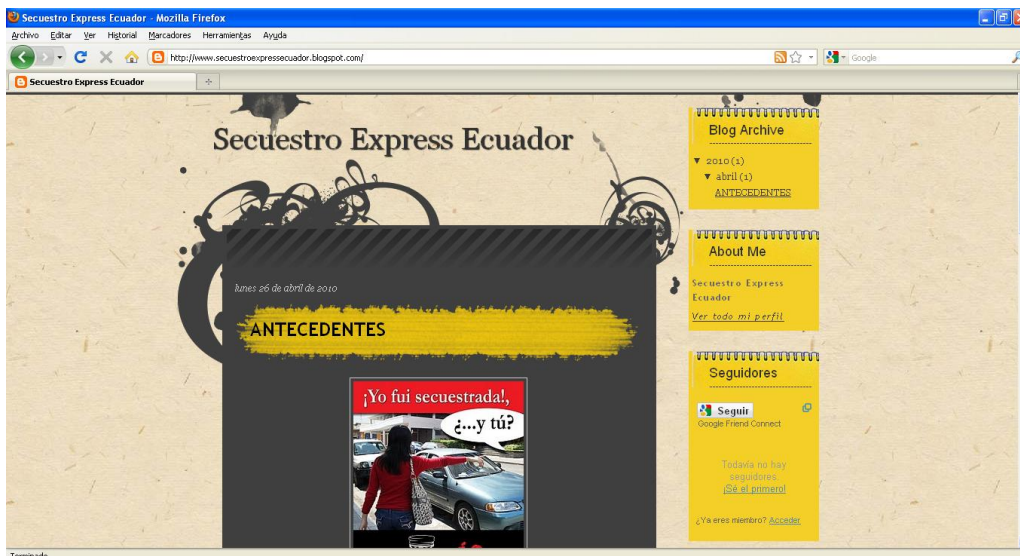 Secuestro Express Ecuador - Mozilla Firefox
Archivo Editar Ver Historial Marcadores Herramientas Ayuda
http://www.secuestroexpressecuador.blogspot.com/
Google
Secuestro Express Ecuador
Secuestro Express Ecuador
lunes 26 de abril de 2010
ANTECEDENTES
¡Yo fui secuestrada!,
¿...y tú?
Blog Archive
▼ 2010 (1)
▼ abril (1)
ANTECEDENTES
About Me
Secuestro Express
Ecuador
Ver todo mi perfil
Seguidores
Seguir
Google Friend Connect
Todavía no hay
seguidores.
¡Sé el primero!
¿Ya eres miembro? Acceder